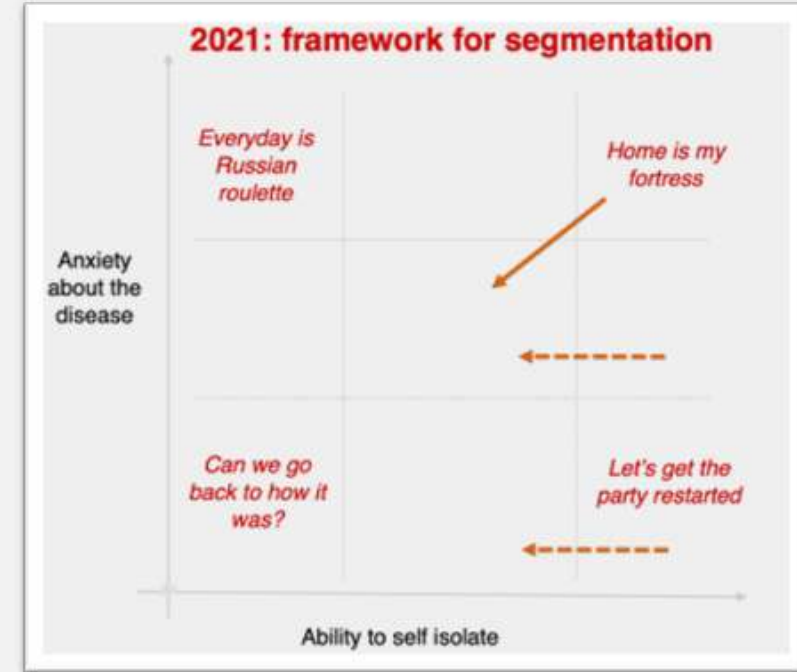 2021: framework for segmentation
Everyday is
Russian
roulette
Home is my
fortress
Anxiety
about the
disease
Can we go
back to how it
was?
Let's get the
party restarted
Ability to self isolate